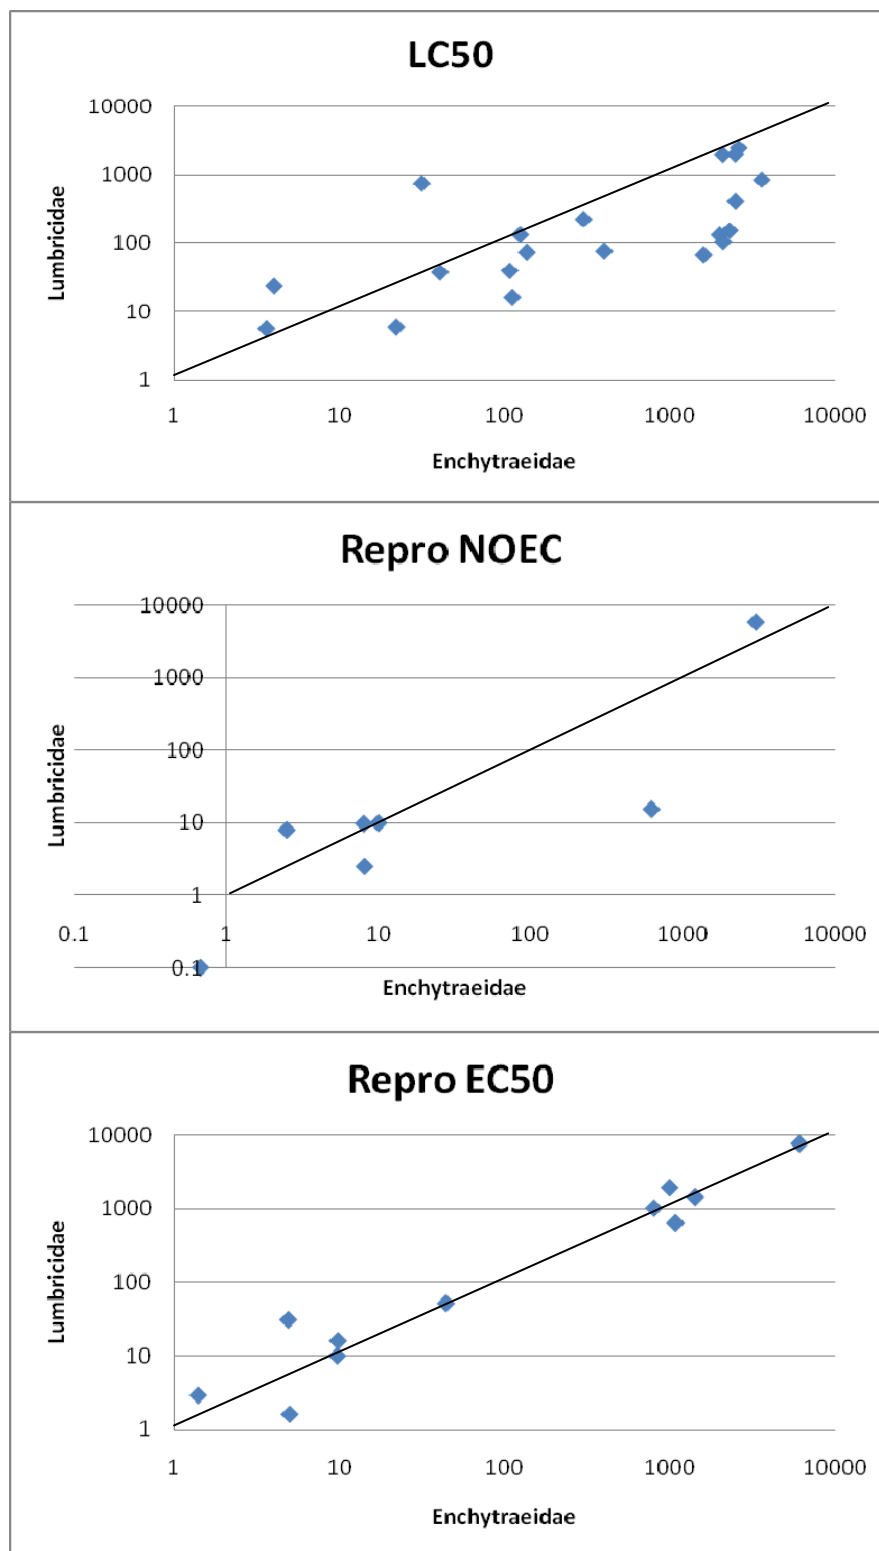 LC50
10000
1000
100
10
1
Lumbricidae
1 10 100 1000 10000
Enchytraeidae
Repro NOEC
10000
1000
100
10
1
Lumbricidae
0.1 1 10 100 1000 10000
0.1
Enchytraeidae
Repro EC50
10000
1000
100
10
1
Lumbricidae
1 10 100 1000 10000
Enchytraeidae